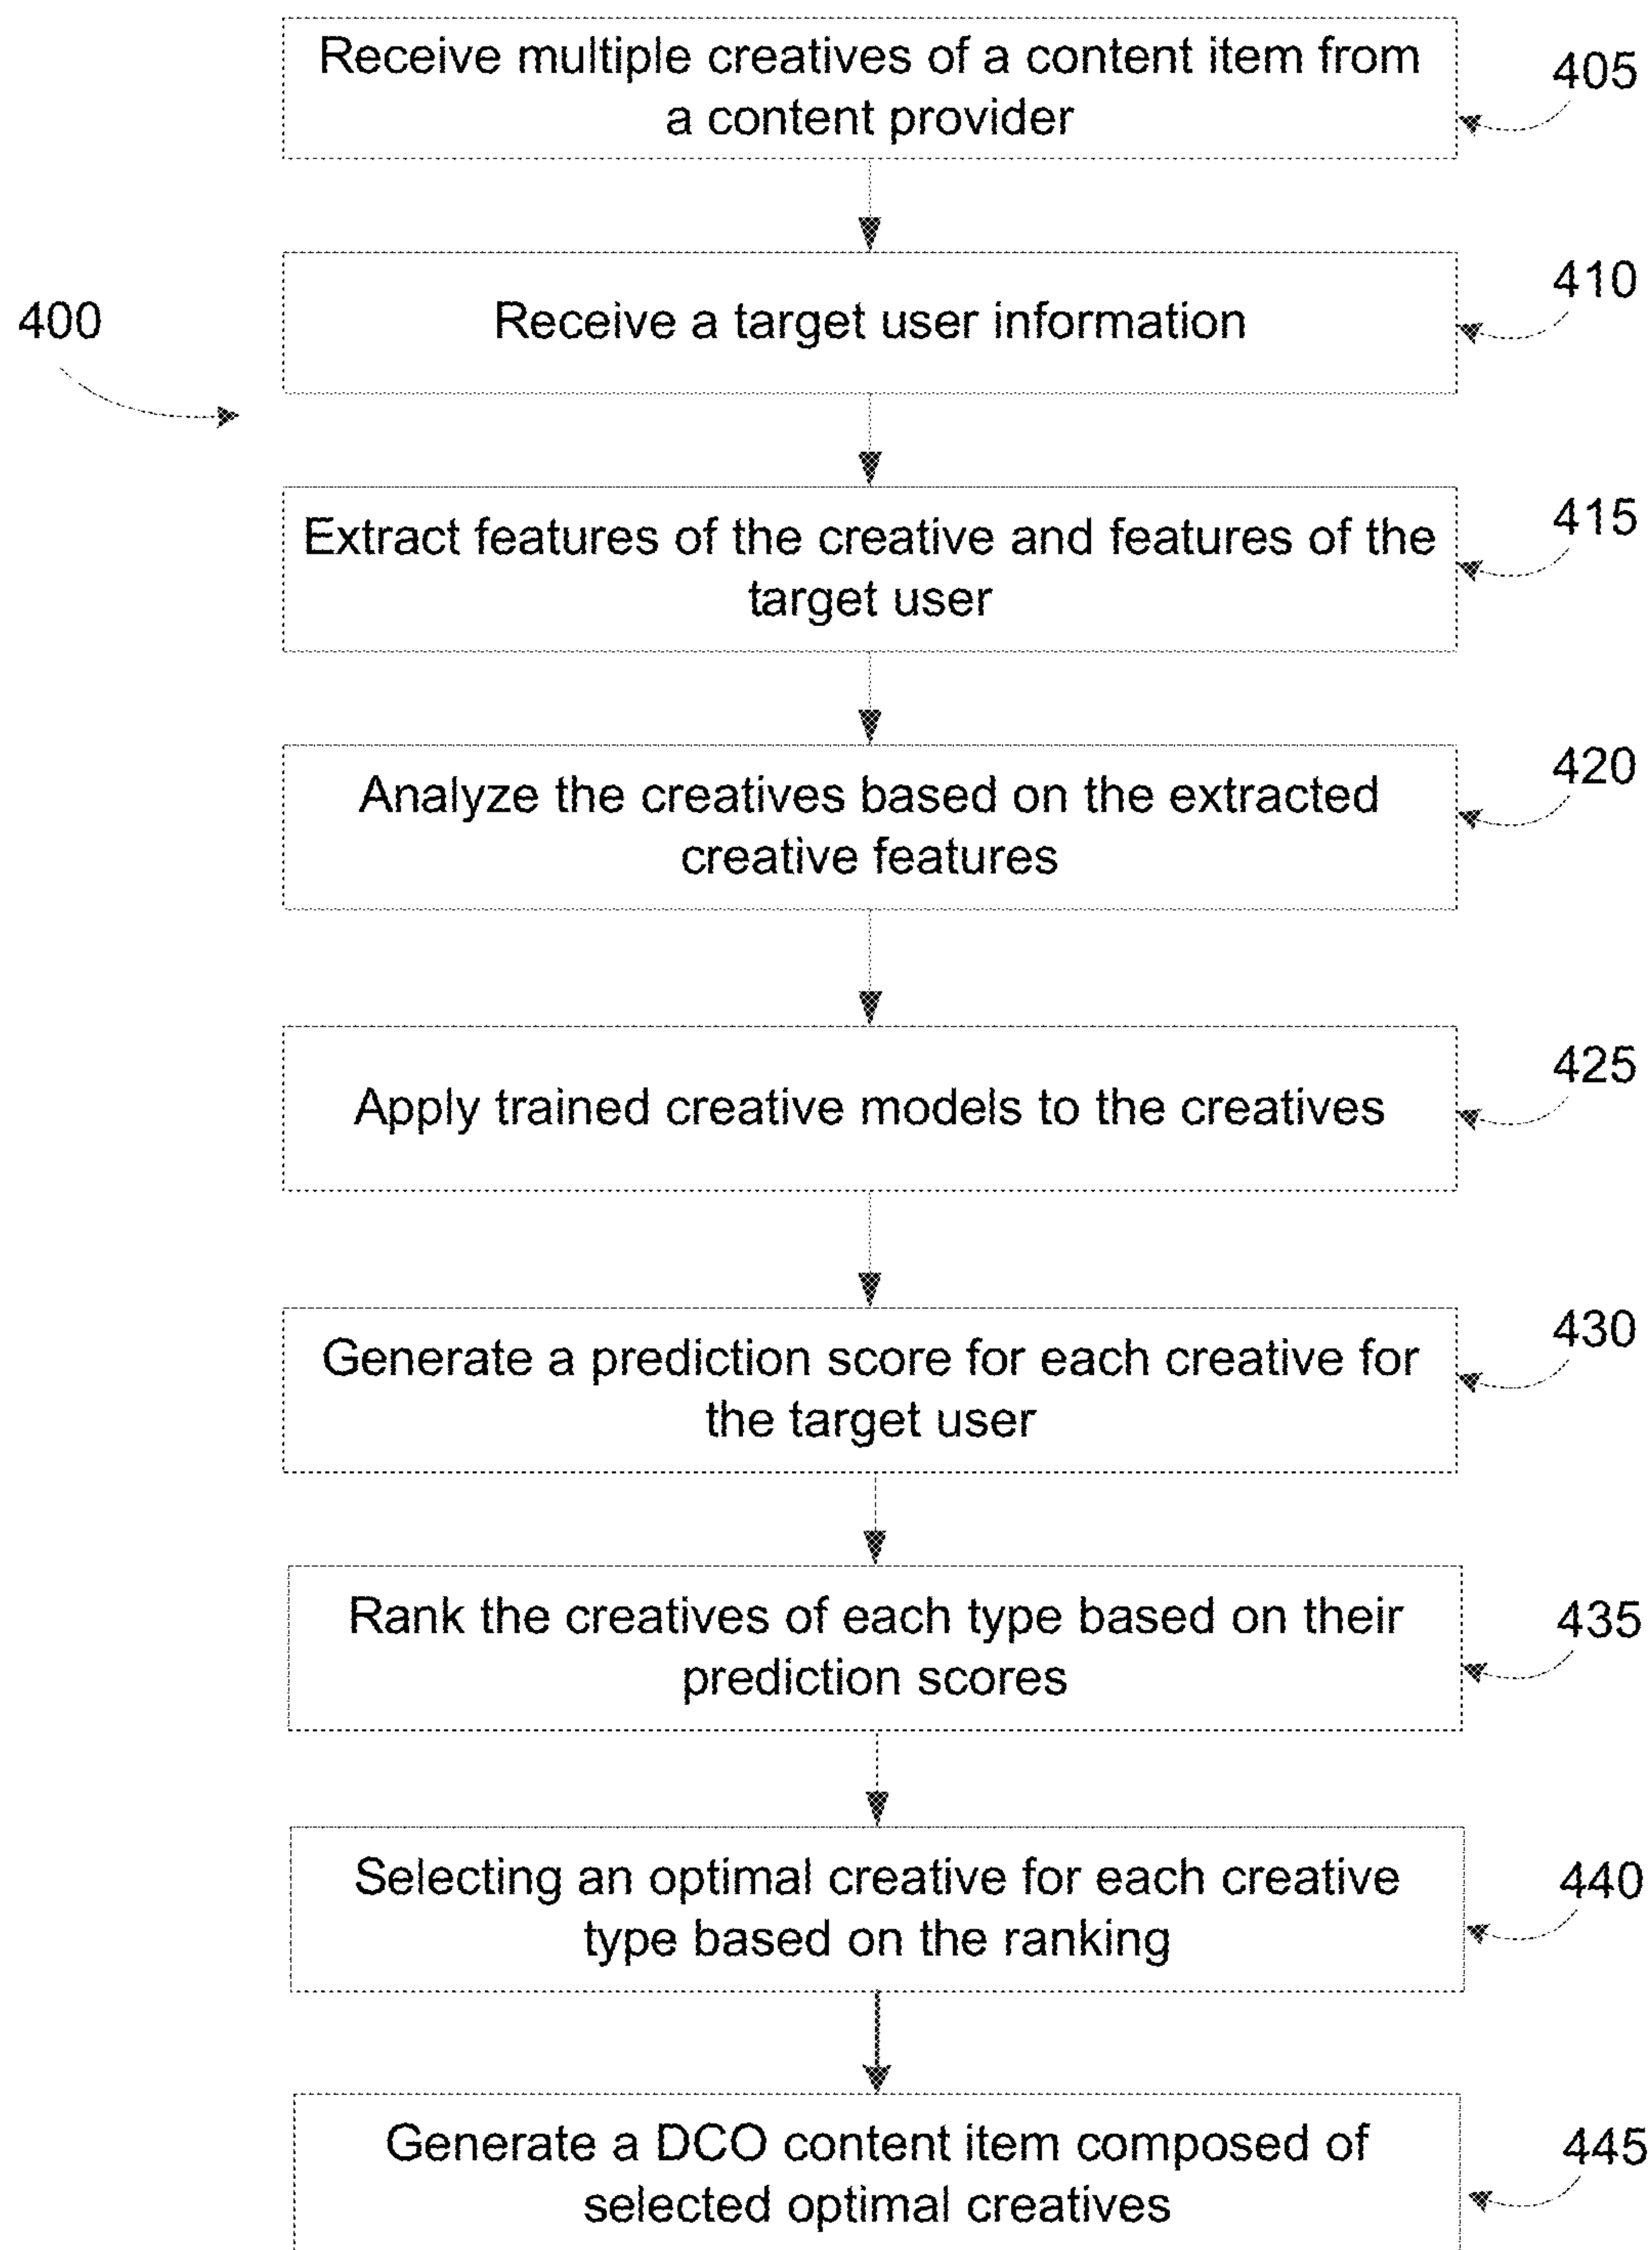 Receive multiple creatives of a content item from
a content provider
405
Receive a target user information
410
400
Extract features of the creative and features of the
target user
415
Analyze the creatives based on the extracted
creative features
420
Apply trained creative models to the creatives
425
Generate a prediction score for each creative for
the target user
430
Rank the creatives of each type based on their
prediction scores
435
Selecting an optimal creative for each creative
type based on the ranking
440
Generate a DCO content item composed of
selected optimal creatives
445